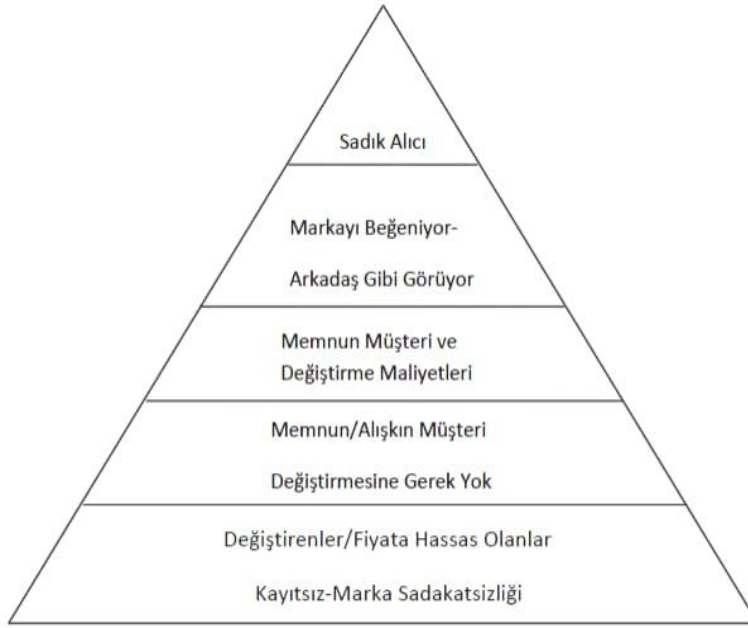 Sadık Alıcı
Markayı Beğeniyor-
Arkadaş Gibi Görüyor
Memnun Müşteri ve
Değiştirme Maliyetleri
Memnun/Alışkın Müşteri
Değiştirmesine Gerek Yok
Değiştirenler/Fiyata Hassas Olanlar
Kayıtsız-Marka Sadakatsizliği